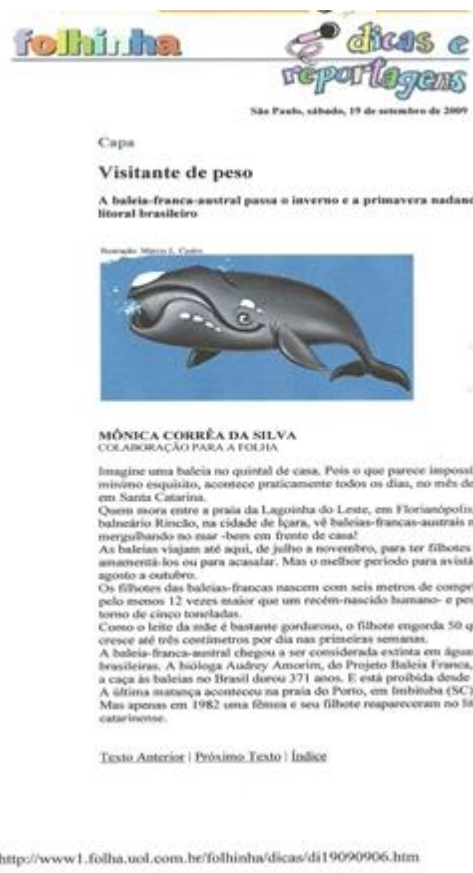 folhinha
dicas e
reportagens
São Paulo, sábado, 19 de setembro de 2009
Capa
Visitante de peso
A baleia-franca-austral passa o inverno e a primavera nadand
litoral brasileiro
Ilustração Márcio L. Castro
MÔNICA CORRÊA DA SILVA
COLABORAÇÃO PARA A FOLHA
Imagine uma baleia no quintal de casa. Pois o que parece impossí
mínimo esquisito, acontece praticamente todos os dias, no mês de
em Santa Catarina.
Quem mora entre a praia da Lagoinha do Leste, em Florianópolis,
balneário Rincão, na cidade de Içara, vê baleias-francas-austrais n
mergulhando no mar -bem em frente de casa!
As baleias viajam até aqui, de julho a novembro, para ter filhotes
amamentá-los ou para acasalar. Mas o melhor período para avistá
agosto a outubro.
Os filhotes das baleias-francas nascem com seis metros de compri
pelo menos 12 vezes maior que um recém-nascido humano- e pe
torno de cinco toneladas.
Como o leite da mãe é bastante gorduroso, o filhote engorda 50 q
cresce até três centímetros por dia nas primeiras semanas.
A baleia-franca-austral chegou a ser considerada extinta em água
brasileiras. A bióloga Audrey Amorim, do Projeto Baleia Franca,
a caça às baleias no Brasil durou 371 anos. E está proibida desde
A última matança aconteceu na praia do Porto, em Imbituba (SC)
Mas apenas em 1982 uma fêmea e seu filhote reapareceram no lit
catarinense.
Texto Anterior | Próximo Texto | Índice
http://www1.folha.uol.com.br/folhinha/dicas/di19090906.htm